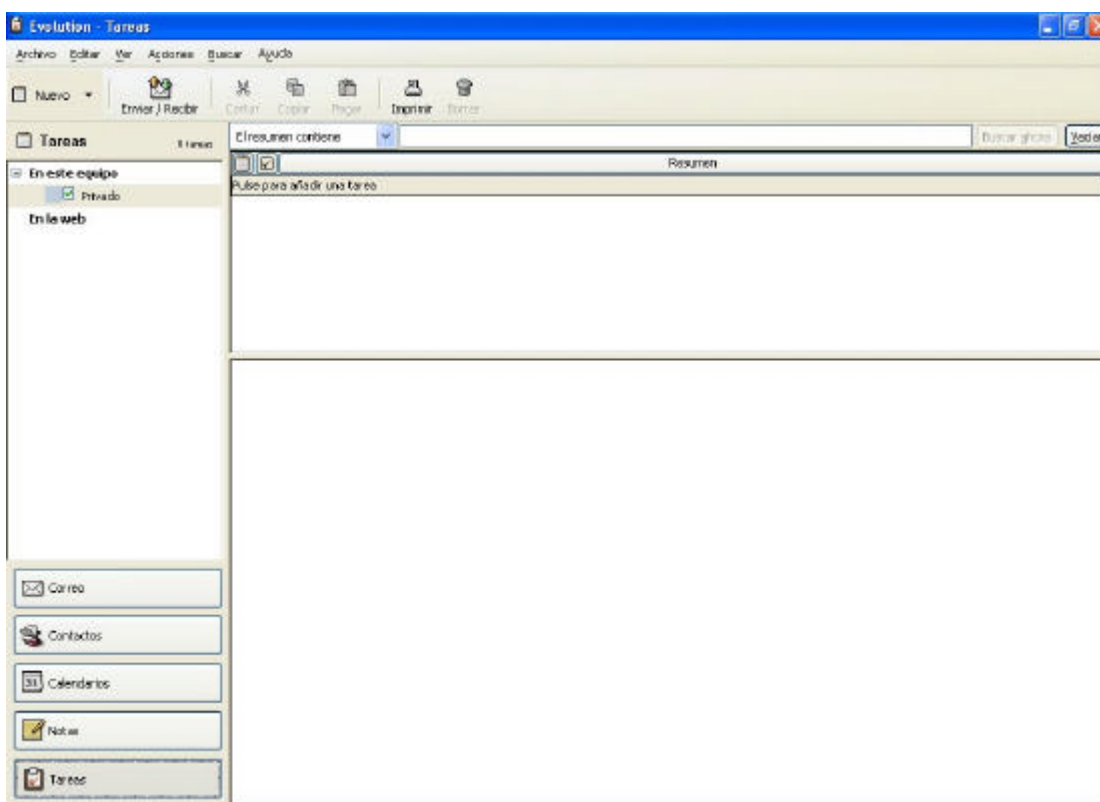 Evolution - Tareas
Archivo Editar Ver Acciones Buscar Ayuda
Nuevo Enviar / Recibir Cortar Copiar Pegar Imprimir Borrar
Tareas
El resumen contiene Buscar ahora
Resumen
Pulse para añadir una tarea
En este equipo
Privado
En la web
Correo
Contactos
31 Calendarios
Notas
Tareas